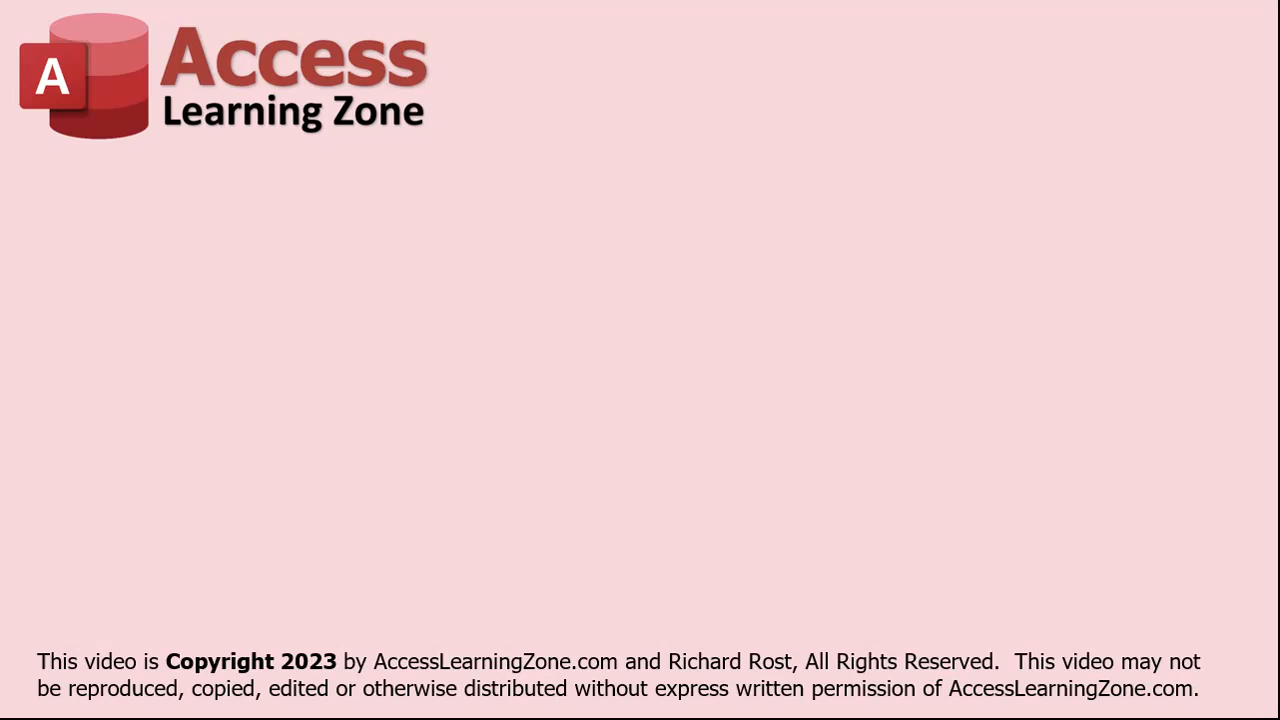 A
Access
Learning Zone
This video is Copyright 2023 by AccessLearningZone.com and Richard Rost, All Rights Reserved.  This video may not
be reproduced, copied, edited or otherwise distributed without express written permission of AccessLearningZone.com.